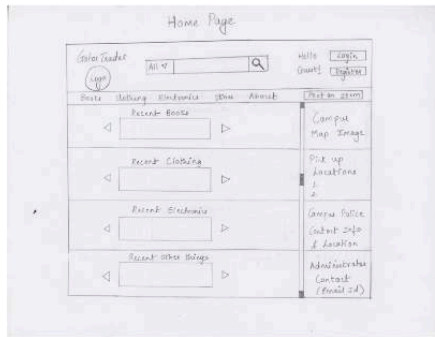 Home Page
Gator Trader
Logo
All
Hello
Guest!
Login
Register
Books Clothing Electronics Others About
Post an item
Recent Books
Campus
Map Image
Recent Clothing
Pick up
Locations
1.
2.
Recent Electronics
Campus Police
Contact Info
& Location
Recent Other things
Administrator
Contact
(Email id)